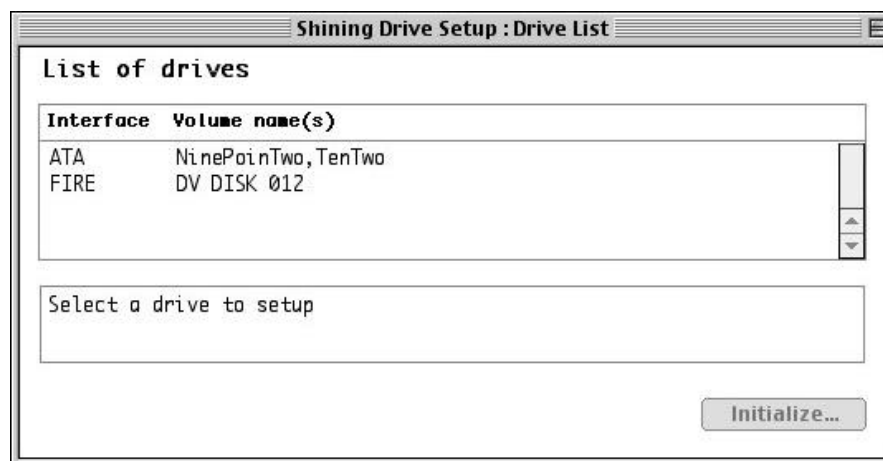 Shining Drive Setup : Drive List
List of drives
Interface Volume name(s)
ATA NinePoinTwo,TenTwo
FIRE DV DISK 012
Select a drive to setup
Initialize…